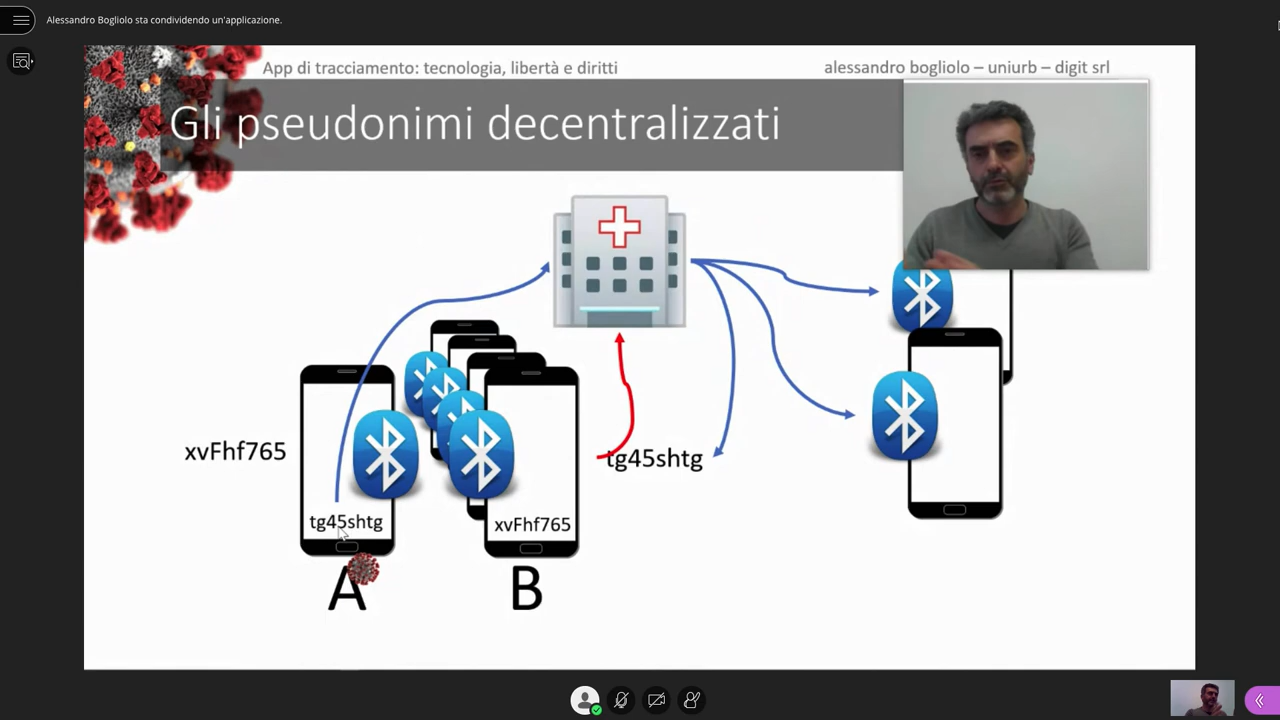 Alessandro Bogliolo sta condividendo un'applicazione.
App di tracciamento: tecnologia, libertà e diritti
alessandro bogliolo – uniurb – digit srl
Gli pseudonimi decentralizzati
xvFhf765
tg45shtg
tg45shtg
xvFhf765
A
B